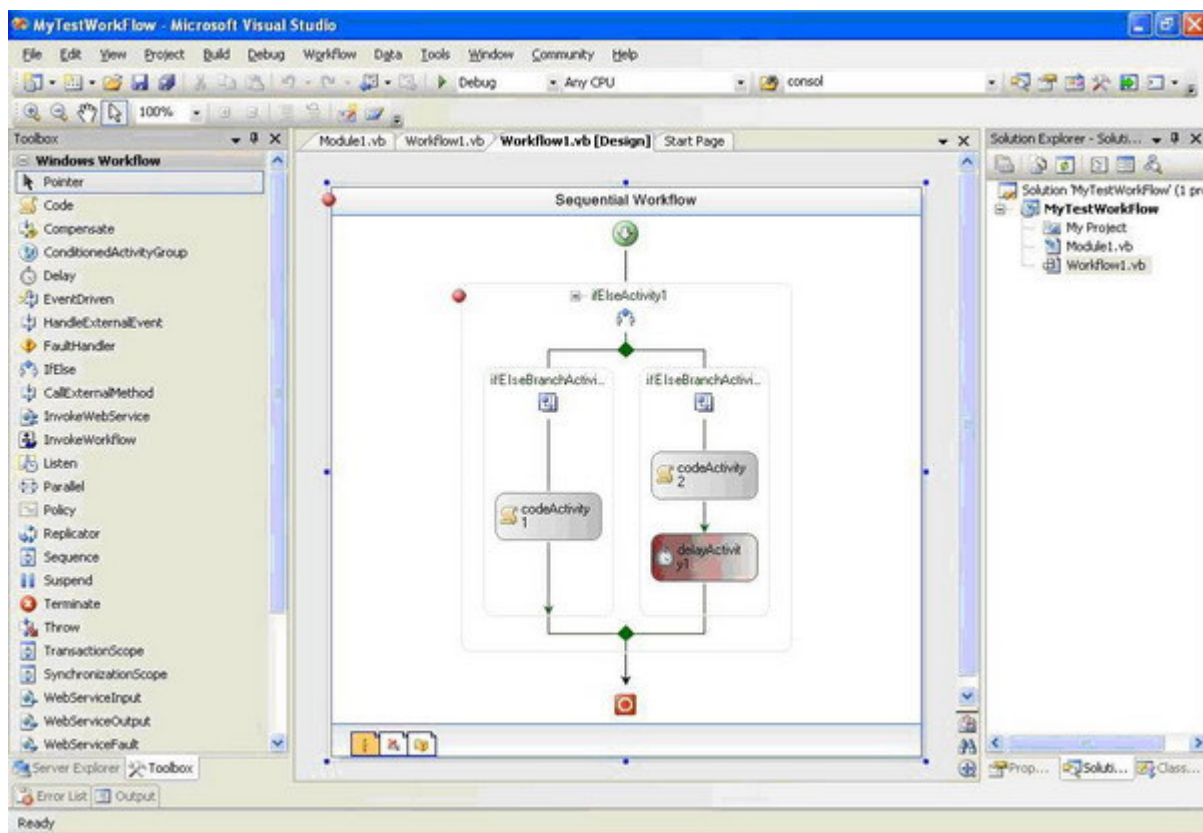 MyTestWorkFlow - Microsoft Visual Studio
File Edit View Project Build Debug Workflow Data Tools Window Community Help
Debug Any CPU consol
100%
Toolbox
Windows Workflow
Pointer
Code
Compensate
ConditionedActivityGroup
Delay
EventDriven
HandleExternalEvent
FaultHandler
IfElse
CallExternalMethod
InvokeWebService
InvokeWorkflow
Listen
Parallel
Policy
Replicator
Sequence
Suspend
Terminate
Throw
TransactionScope
SynchronizationScope
WebServiceInput
WebServiceOutput
WebServiceFault
Server Explorer Toolbox
Module1.vb Workflow1.vb Workflow1.vb [Design] Start Page
Sequential Workflow
ifElseActivity1
ifElseBranchActivi... ifElseBranchActivi...
codeActivity
2
codeActivity
1
delayActivit
y1
Solution Explorer - Soluti...
Solution 'MyTestWorkFlow' (1 pr
MyTestWorkFlow
My Project
Module1.vb
Workflow1.vb
Prop... Soluti... Class...
Error List Output
Ready